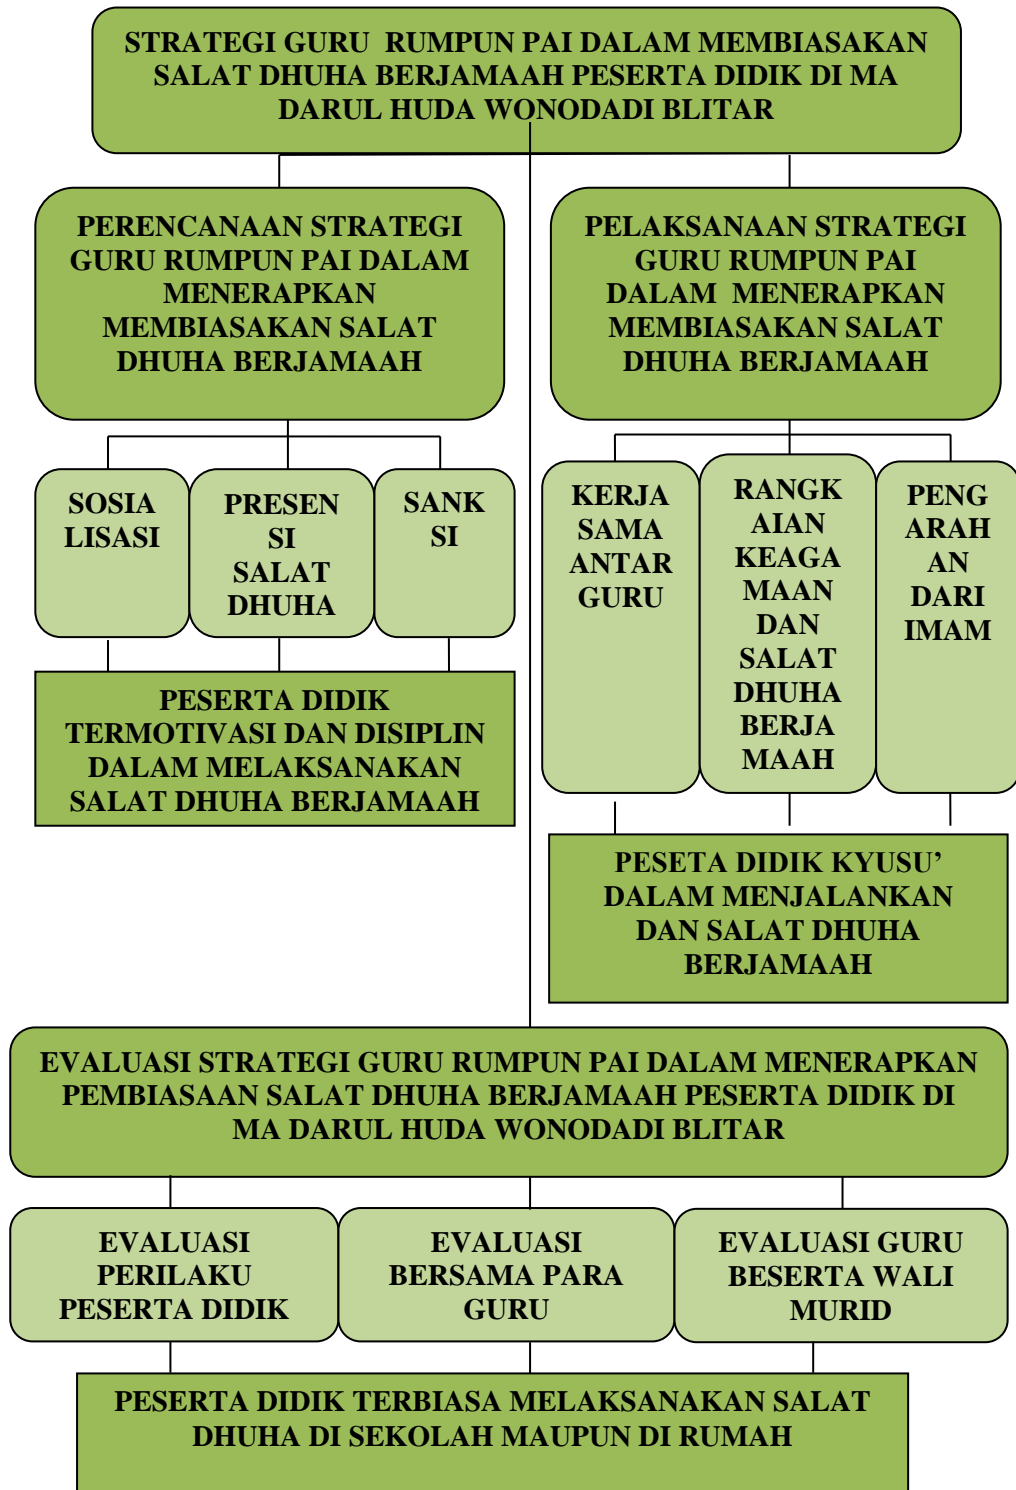 STRATEGI GURU RUMPUN PAI DALAM MEMBIASAKAN
SALAT DHUHA BERJAMAAH PESERTA DIDIK DI MA
DARUL HUDA WONODADI BLITAR
PERENCANAAN STRATEGI
GURU RUMPUN PAI DALAM
MENERAPKAN
MEMBIASAKAN SALAT
DHUHA BERJAMAAH
PELAKSANAAN STRATEGI
GURU RUMPUN PAI
DALAM MENERAPKAN
MEMBIASAKAN SALAT
DHUHA BERJAMAAH
SOSIA
LISASI
PRESEN
SI
SALAT
DHUHA
SANK
SI
KERJA
SAMA
ANTAR
GURU
RANGK
AIAN
KEAGA
MAAN
DAN
SALAT
DHUHA
BERJA
MAAH
PENG
ARAH
AN
DARI
IMAM
PESERTA DIDIK
TERMOTIVASI DAN DISIPLIN
DALAM MELAKSANAKAN
SALAT DHUHA BERJAMAAH
PESETA DIDIK KYUSU’
DALAM MENJALANKAN
DAN SALAT DHUHA
BERJAMAAH
EVALUASI STRATEGI GURU RUMPUN PAI DALAM MENERAPKAN
PEMBIASAAN SALAT DHUHA BERJAMAAH PESERTA DIDIK DI
MA DARUL HUDA WONODADI BLITAR
EVALUASI
PERILAKU
PESERTA DIDIK
EVALUASI
BERSAMA PARA
GURU
EVALUASI GURU
BESERTA WALI
MURID
PESERTA DIDIK TERBIASA MELAKSANAKAN SALAT
DHUHA DI SEKOLAH MAUPUN DI RUMAH